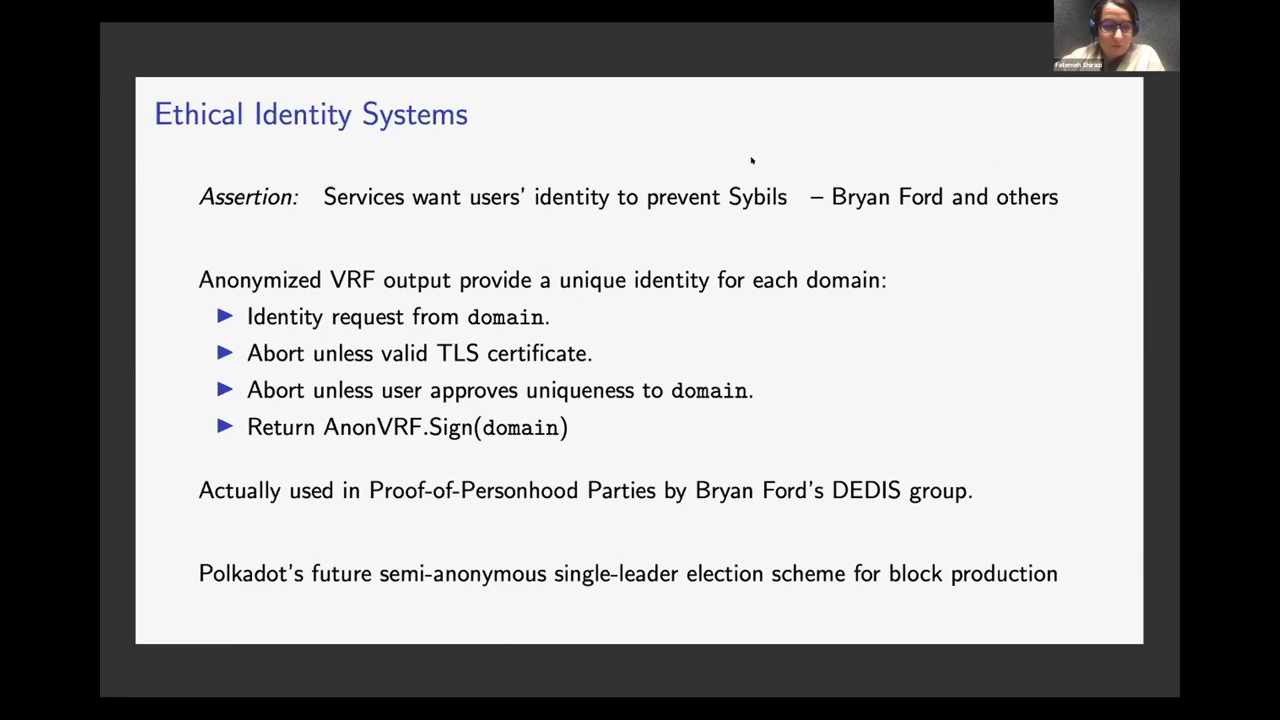 Fatemeh Shirazi
Ethical Identity Systems
Assertion: Services want users' identity to prevent Sybils – Bryan Ford and others
Anonymized VRF output provide a unique identity for each domain:
▶ Identity request from domain.
▶ Abort unless valid TLS certificate.
▶ Abort unless user approves uniqueness to domain.
▶ Return AnonVRF.Sign(domain)
Actually used in Proof-of-Personhood Parties by Bryan Ford's DEDIS group.
Polkadot's future semi-anonymous single-leader election scheme for block production